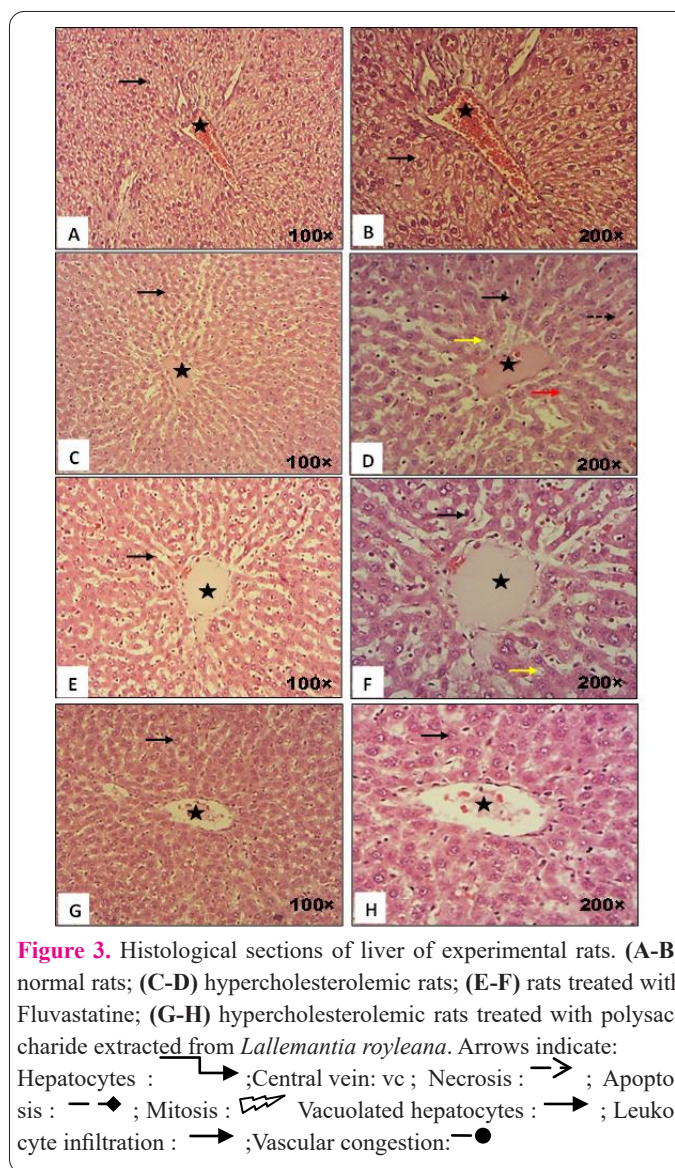 A 100×
B 200×
C 100×
D 200×
E 100×
F 200×
G 100×
H 200×
Figure 3. Histological sections of liver of experimental rats. (A-B)
normal rats; (C-D) hypercholesterolemic rats; (E-F) rats treated with
Fluvastatine; (G-H) hypercholesterolemic rats treated with polysac
charide extracted from Lallemantia royleana. Arrows indicate:
Hepatocytes : ;Central vein: vc ; Necrosis : ; Apopto
sis : ; Mitosis : Vacuolated hepatocytes : ; Leuko
cyte infiltration : ;Vascular congestion: